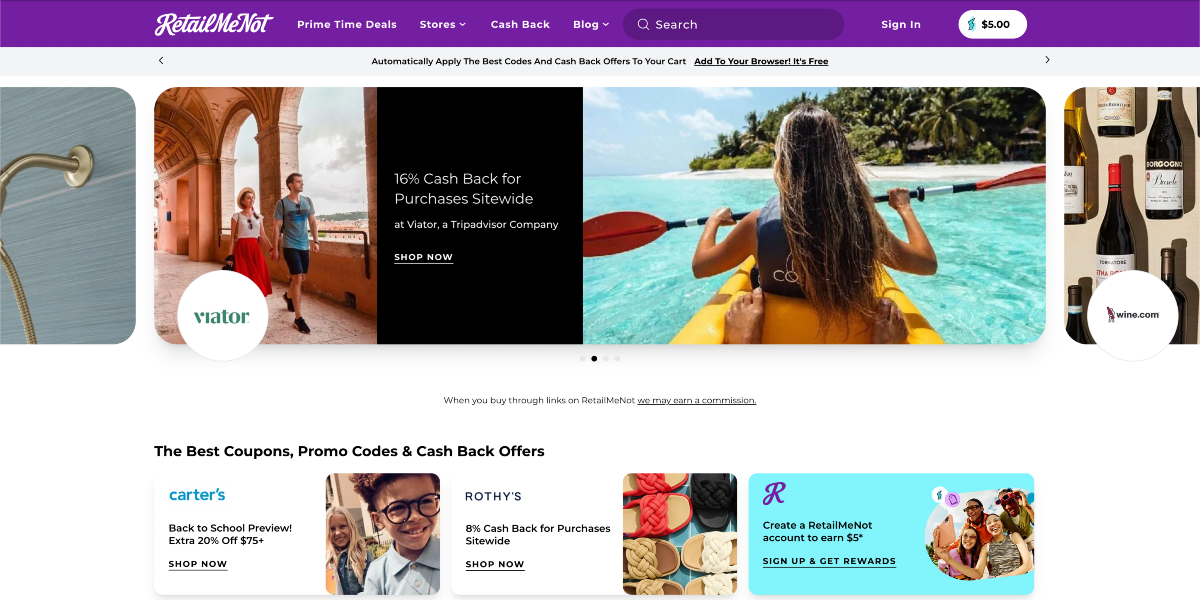 RetailMeNot
Prime Time Deals
Stores
Cash Back
Blog
Search
Sign In
$5.00
Automatically Apply The Best Codes And Cash Back Offers To Your Cart Add To Your Browser! It's Free
16% Cash Back for
Purchases Sitewide
at Viator, a Tripadvisor Company
SHOP NOW
viator
CO
BORGOGNO
Barolo
TORNATORE
wine.com
When you buy through links on RetailMeNot we may earn a commission.
The Best Coupons, Promo Codes & Cash Back Offers
carter's
Back to School Preview!
Extra 20% Off $75+
SHOP NOW
ROTHY'S
8% Cash Back for Purchases
Sitewide
SHOP NOW
R
Create a RetailMeNot
account to earn $5*
SIGN UP & GET REWARDS